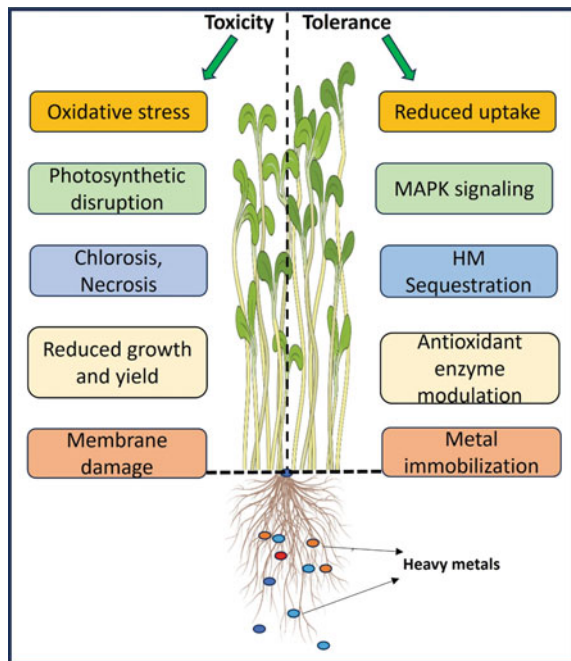 Toxicity
Tolerance
Oxidative stress
Photosynthetic
disruption
Chlorosis,
Necrosis
Reduced growth
and yield
Membrane
damage
Reduced uptake
MAPK signaling
HM
Sequestration
Antioxidant
enzyme
modulation
Metal
immobilization
Heavy metals